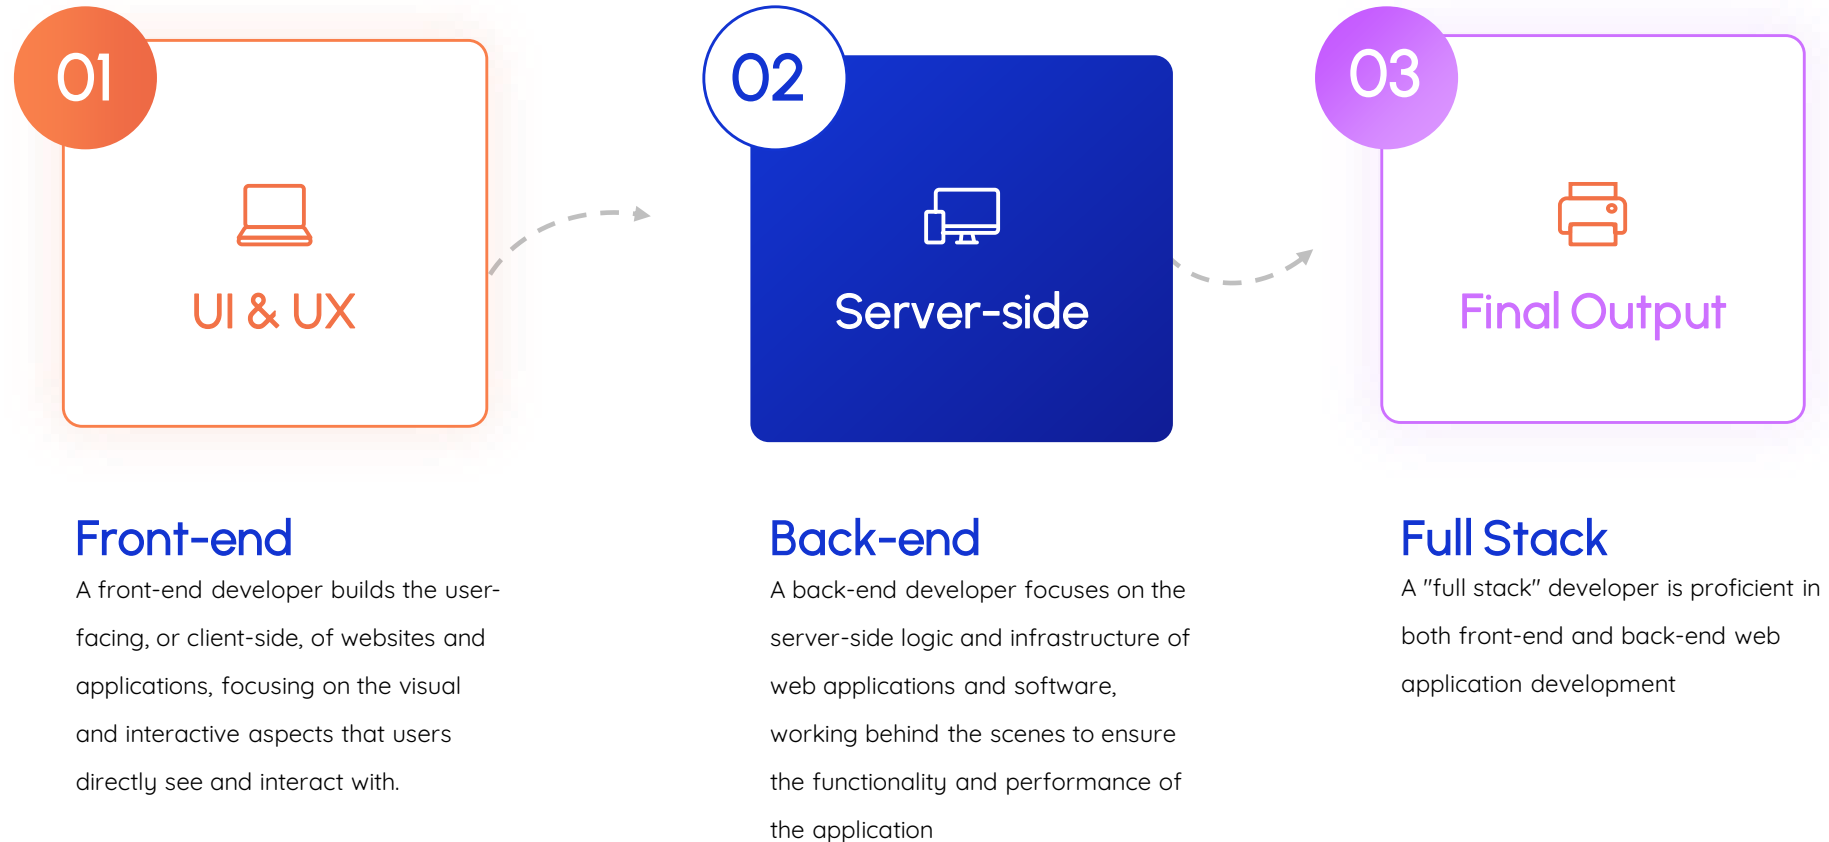 01
UI & UX
02
Server-side
03
Final Output
Front-end
A front-end developer builds the user-
facing, or client-side, of websites and
applications, focusing on the visual
and interactive aspects that users
directly see and interact with.
Back-end
A back-end developer focuses on the
server-side logic and infrastructure of
web applications and software,
working behind the scenes to ensure
the functionality and performance of
the application
Full Stack
A "full stack" developer is proficient in
both front-end and back-end web
application development